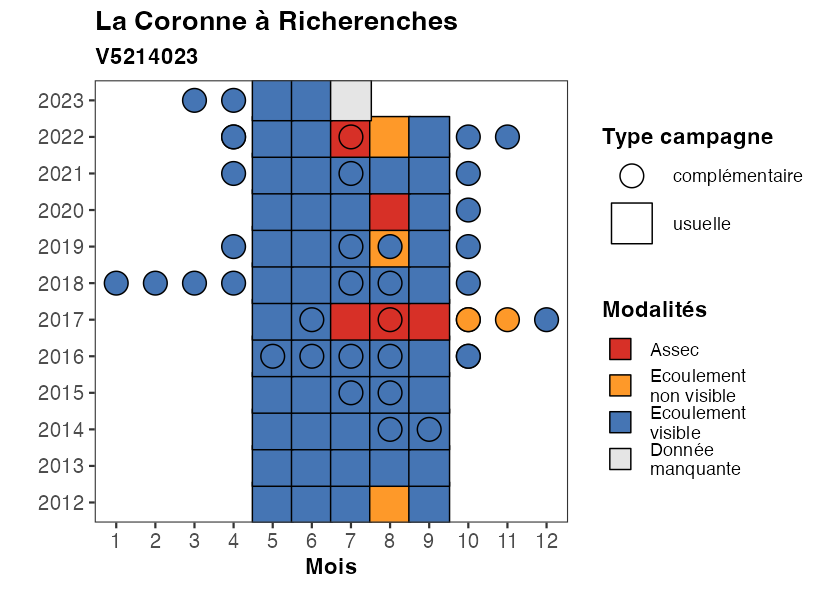 La Coronne à Richerenches
V5214023
2023
2022
2021
2020
2019
2018
2017
2016
2015
2014
2013
2012
1 2 3 4 5 6 7 8 9 10 11 12
Mois
Type campagne
complémentaire
usuelle
Modalités
Assec
Ecoulement
non visible
Ecoulement
visible
Donnée
manquante